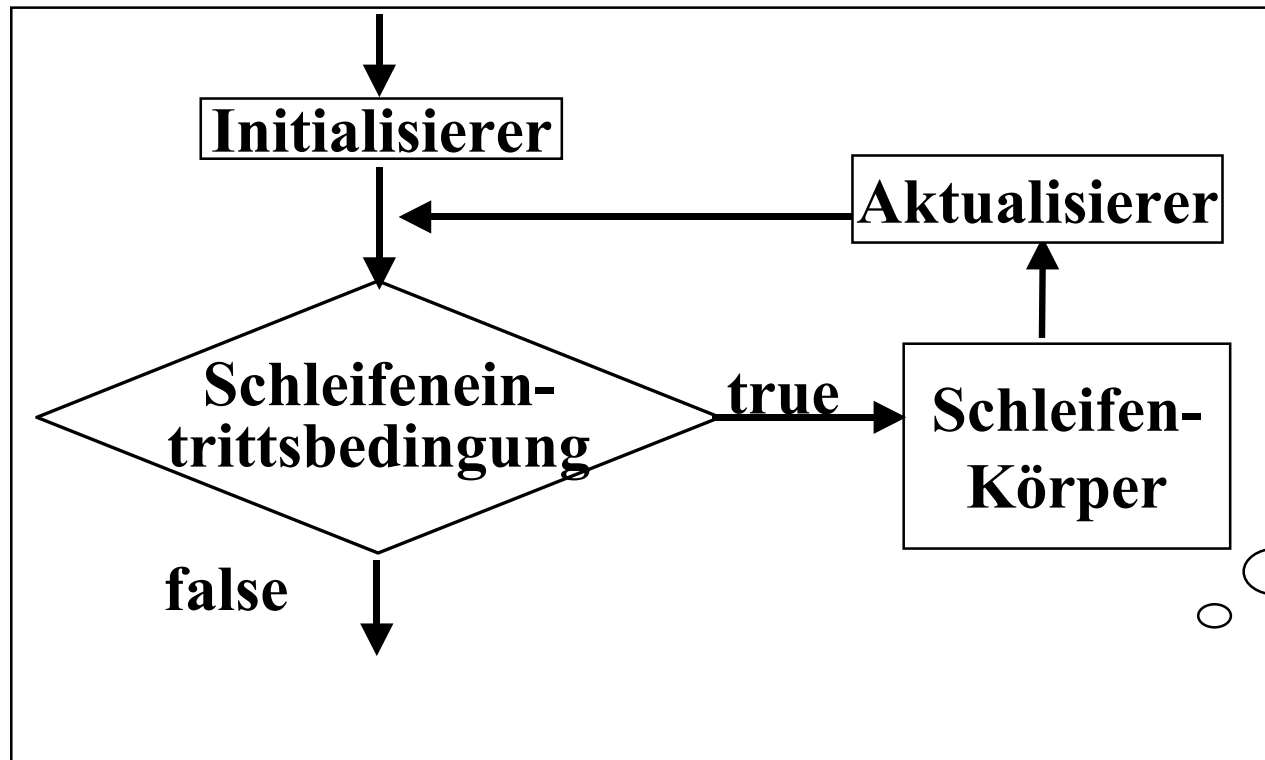 Initialisierer
Aktualisierer
Schleifenein-
trittsbedingung
true
Schleifen-
Körper
false